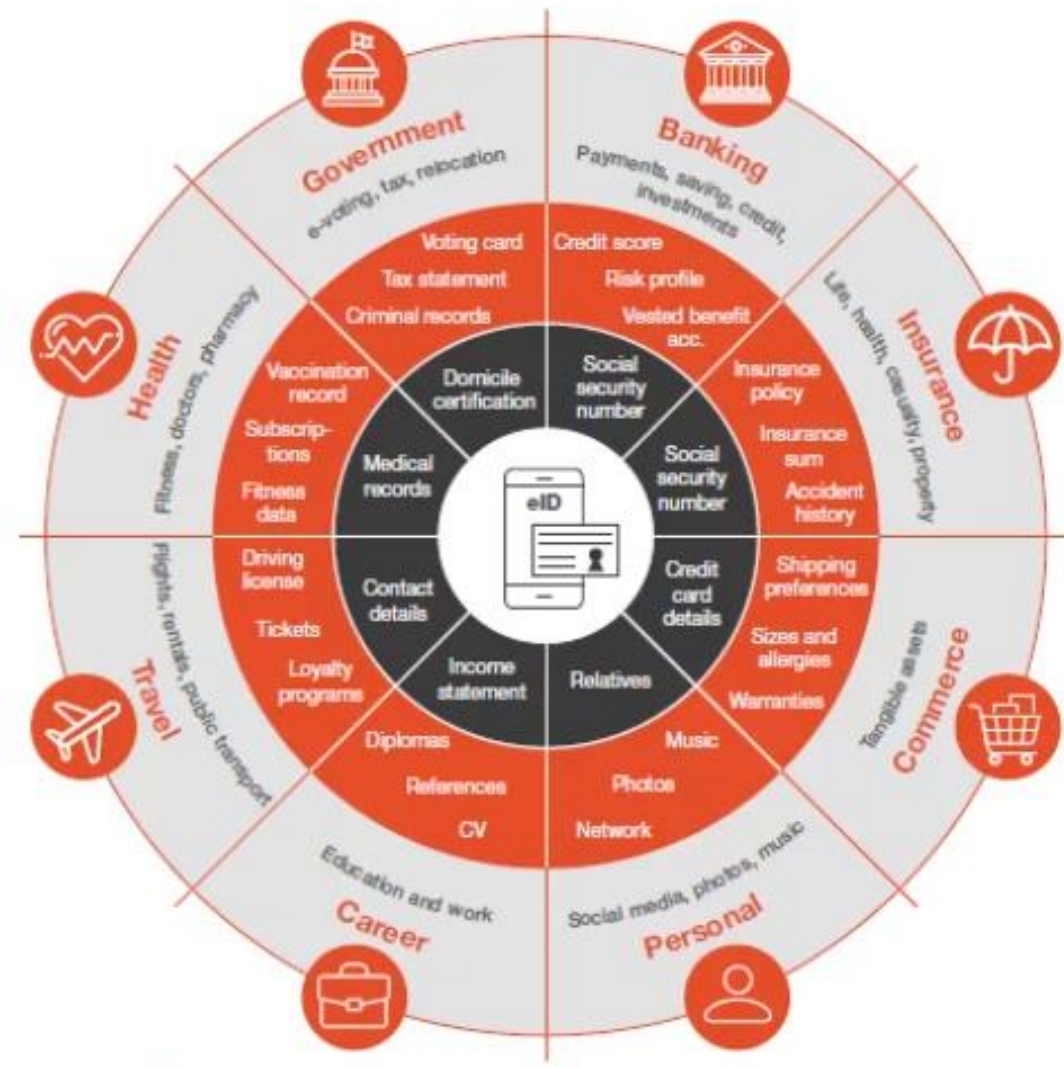 Government
e-voting, tax, relocation
Voting card
Tax statement
Criminal records
Domicile
certification
Banking
Payments, saving, credit,
investments
Credit score
Risk profile
Vested benefit
acc.
Social
security
number
Insurance
Life, health, casualty, property
Insurance
policy
Insurance
sum
Accident
history
Social
security
number
Commerce
Tangible assets
Shipping
preferences
Sizes and
allergies
Warranties
Credit
card
details
Personal
Social media, photos, music
Music
Photos
Network
Relatives
Career
Education and work
Diplomas
References
CV
Income
statement
Travel
Flights, rentals, public transport
Driving
license
Tickets
Loyalty
programs
Contact
details
Health
Fitness, doctors, pharmacy
Vaccination
record
Subscrip-
tions
Fitness
data
Medical
records
eID